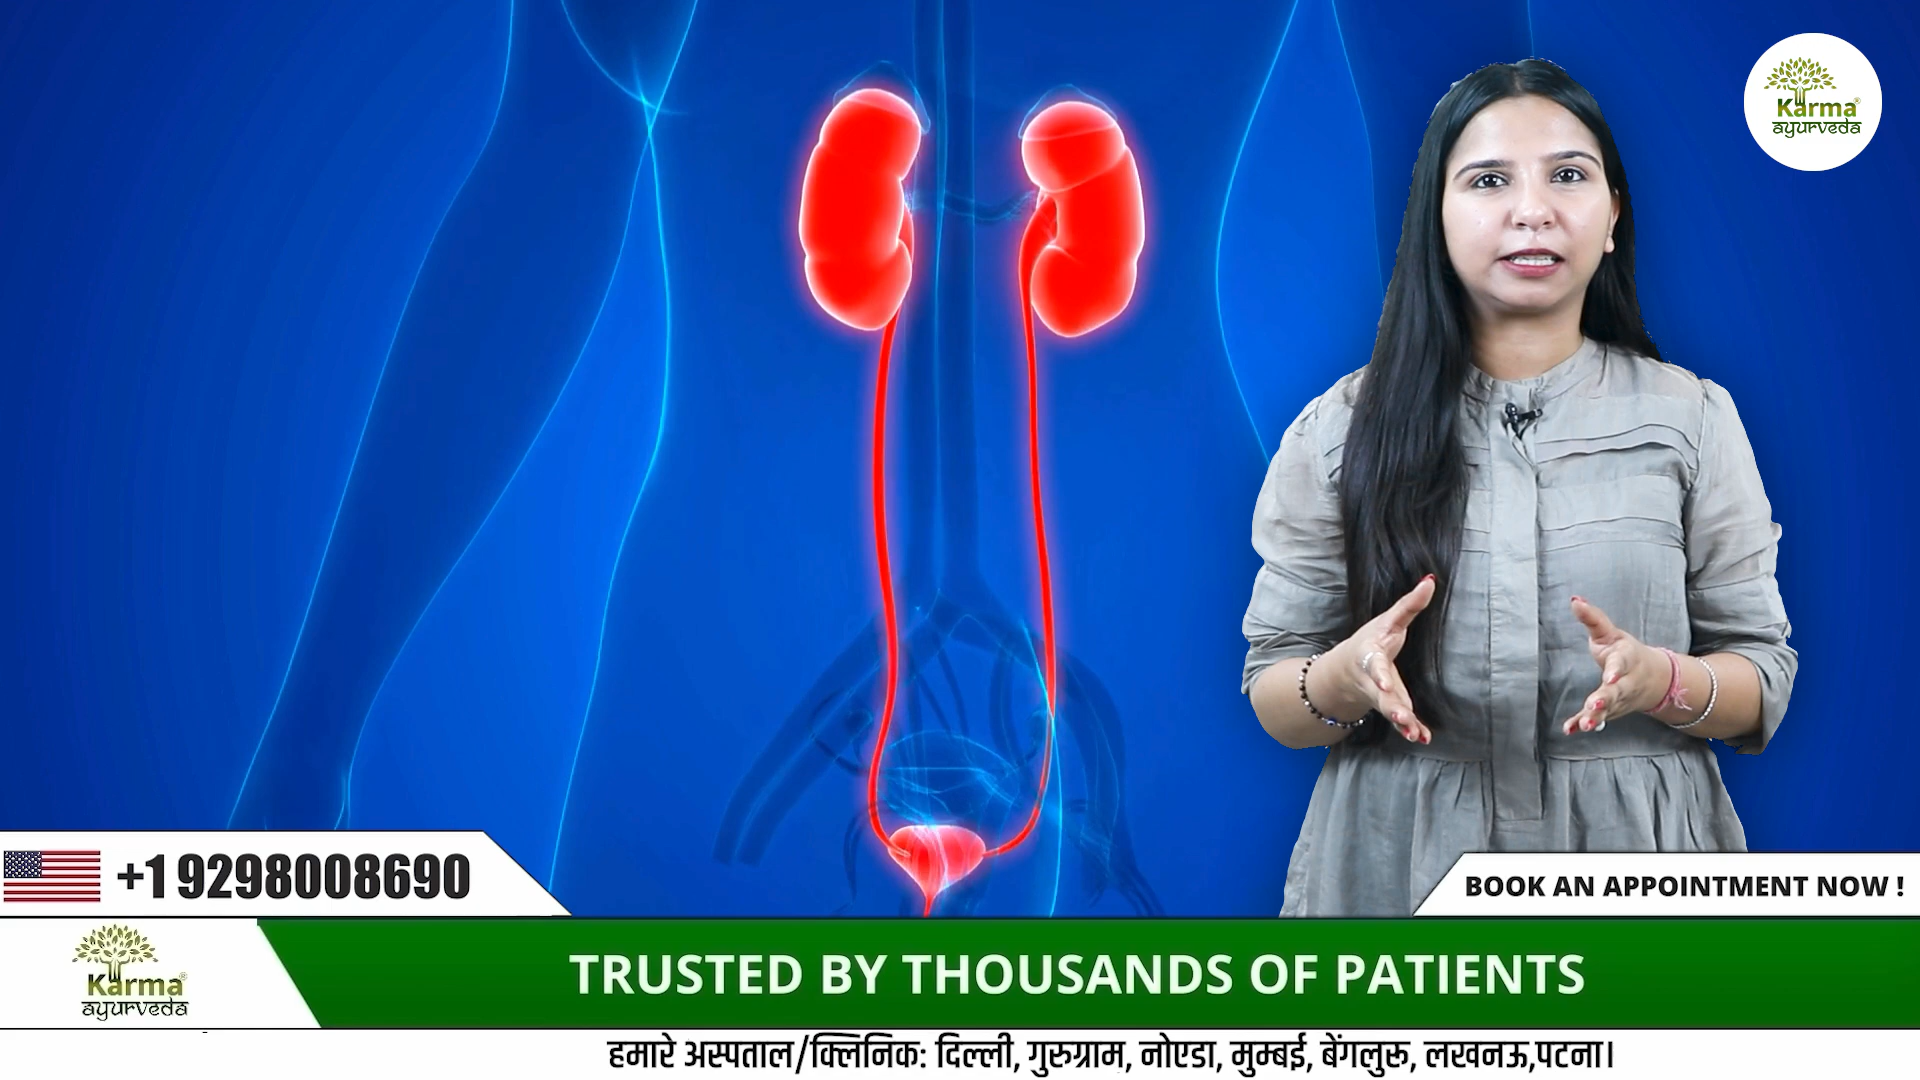 Karma®
ayurveda
+1 9298008690
BOOK AN APPOINTMENT NOW !
Karma®
ayurveda
TRUSTED BY THOUSANDS OF PATIENTS
हमारे अस्पताल/क्लिनिक: दिल्ली, गुरुग्राम, नोएडा, मुम्बई, बेंगलुरू, लखनऊ,पटना।